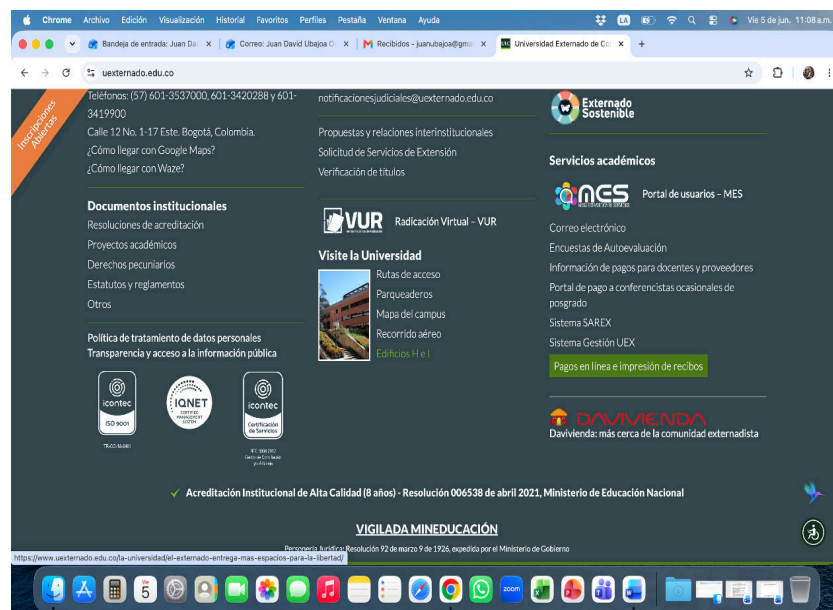 Chrome Archivo Edición Visualización Historial Favoritos Perfiles Pestaña Ventana Ayuda
LA
Vie 5 de jun. 11:08 a.m.
Bandeja de entrada: Juan Da
Correo: Juan David Ubajoa O
Recibidos - juanubajoa@gma
Universidad Externado de Co
uexternado.edu.co
Inscripciones
Abiertas
Teléfonos: (57) 601-3537000, 601-3420288 y 601-
3419900
Calle 12 No. 1-17 Este. Bogotá, Colombia.
¿Cómo llegar con Google Maps?
¿Cómo llegar con Waze?
Documentos institucionales
Resoluciones de acreditación
Proyectos académicos
Derechos pecuniarios
Estatutos y reglamentos
Otros
Política de tratamiento de datos personales
Transparencia y acceso a la información pública
icontec
ISO 9001
IQNET
CERTIFIED
MANAGEMENT
SYSTEM
icontec
Certificación
de Servicios
notificacionesjudiciales@uexternado.edu.co
Propuestas y relaciones interinstitucionales
Solicitud de Servicios de Extensión
Verificación de títulos
VUR
Radicación Virtual – VUR
Visite la Universidad
Rutas de acceso
Parqueaderos
Mapa del campus
Recorrido aéreo
Edificios H e I
Externado
Sostenible
Servicios académicos
MES
Portal de usuarios – MES
Correo electrónico
Encuestas de Autoevaluación
Información de pagos para docentes y proveedores
Portal de pago a conferencistas ocasionales de
posgrado
Sistema SAREX
Sistema Gestión UEX
Pagos en línea e impresión de recibos
DAVIVIENDA
Davivienda: más cerca de la comunidad externadista
Acreditación Institucional de Alta Calidad (8 años) - Resolución 006538 de abril 2021, Ministerio de Educación Nacional
VIGILADA MINEDUCACIÓN
Personería Jurídica: Resolución 92 de marzo 9 de 1926, expedida por el Ministerio de Gobierno
https://www.uexternado.edu.co/la-universidad/el-externado-entrega-mas-espacios-para-la-libertad/
Vie
5
zoom